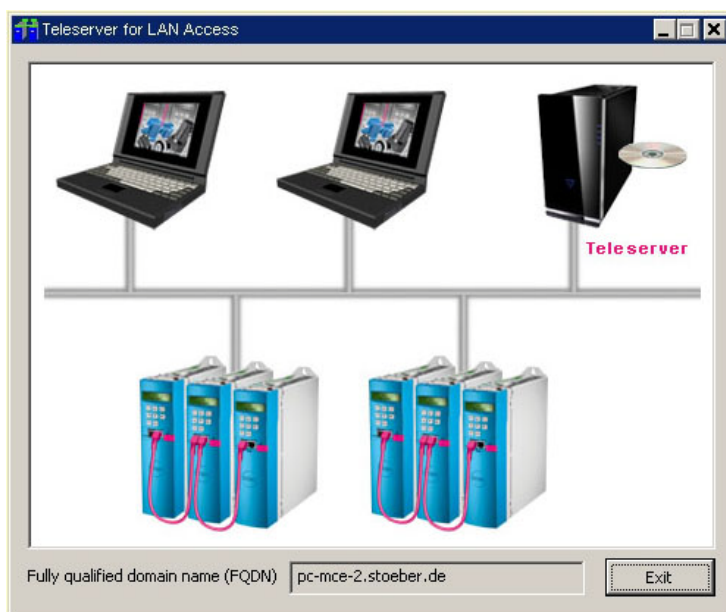 Teleserver for LAN Access
Teleserver
Fully qualified domain name (FQDN) pc-mce-2.stoeber.de Exit